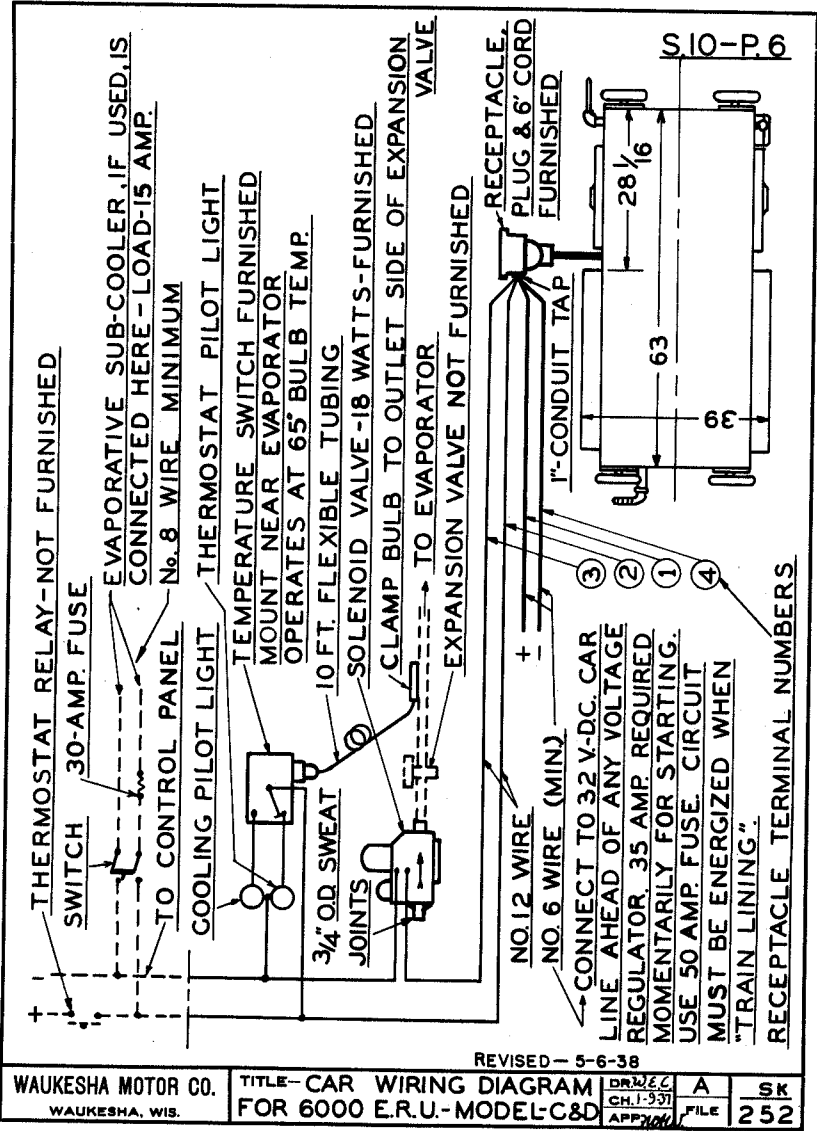 S.10-P.6
THERMOSTAT RELAY-NOT FURNISHED
SWITCH
30-AMP. FUSE
EVAPORATIVE SUB-COOLER, IF USED, IS
CONNECTED HERE-LOAD-15 AMP.
No. 8 WIRE MINIMUM
TO CONTROL PANEL
COOLING PILOT LIGHT
THERMOSTAT PILOT LIGHT
TEMPERATURE SWITCH FURNISHED
MOUNT NEAR EVAPORATOR
OPERATES AT 65° BULB TEMP.
10 FT. FLEXIBLE TUBING
SOLENOID VALVE-18 WATTS-FURNISHED
CLAMP BULB TO OUTLET SIDE OF EXPANSION
VALVE
3/4" O.D. SWEAT
JOINTS
TO EVAPORATOR
EXPANSION VALVE NOT FURNISHED
RECEPTACLE,
PLUG & 6' CORD
FURNISHED
1"-CONDUIT TAP
28 1/16
63
39
+
-
+
-
3
2
1
4
NO.12 WIRE
NO. 6 WIRE (MIN.)
CONNECT TO 32 V-D.C. CAR
LINE AHEAD OF ANY VOLTAGE
REGULATOR. 35 AMP. REQUIRED
MOMENTARILY FOR STARTING.
USE 50 AMP. FUSE. CIRCUIT
MUST BE ENERGIZED WHEN
"TRAIN LINING".
RECEPTACLE TERMINAL NUMBERS
REVISED-5-6-38
WAUKESHA MOTOR CO.
WAUKESHA, WIS.
TITLE-CAR WIRING DIAGRAM
FOR 6000 E.R.U.-MODEL-C&D
DR. W.E.C.
CH. 1-9-37
APP.
A
FILE
SK
252